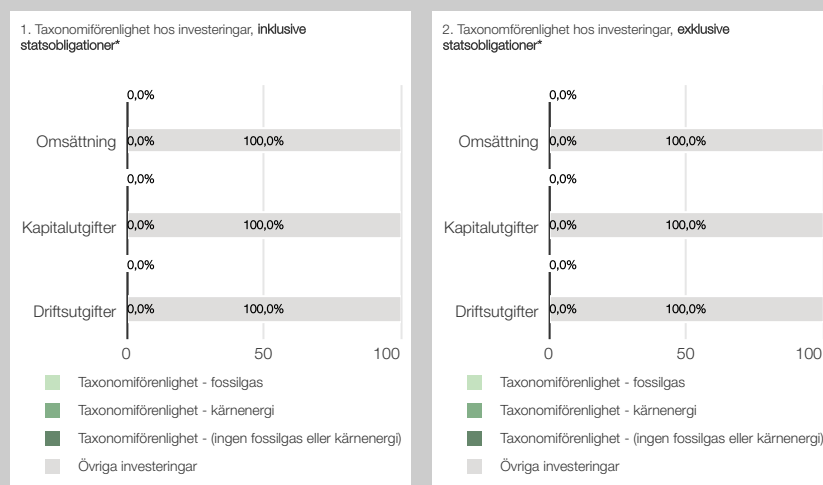 1. Taxonomiförenlighet hos investeringar, inklusive
statsobligationer*
0,0%
Omsättning 0,0% 100,0%
0,0%
Kapitalutgifter 0,0% 100,0%
0,0%
Driftsutgifter 0,0% 100,0%
0 50 100
Taxonomiförenlighet - fossilgas
Taxonomiförenlighet - kärnenergi
Taxonomiförenlighet - (ingen fossilgas eller kärnenergi)
Övriga investeringar
2. Taxonomförenlighet hos investeringar, exklusive
statsobligationer*
0,0%
Omsättning 0,0% 100,0%
0,0%
Kapitalutgifter 0,0% 100,0%
0,0%
Driftsutgifter 0,0% 100,0%
0 50 100
Taxonomiförenlighet - fossilgas
Taxonomiförenlighet - kärnenergi
Taxonomiförenlighet - (ingen fossilgas eller kärnenergi)
Övriga investeringar